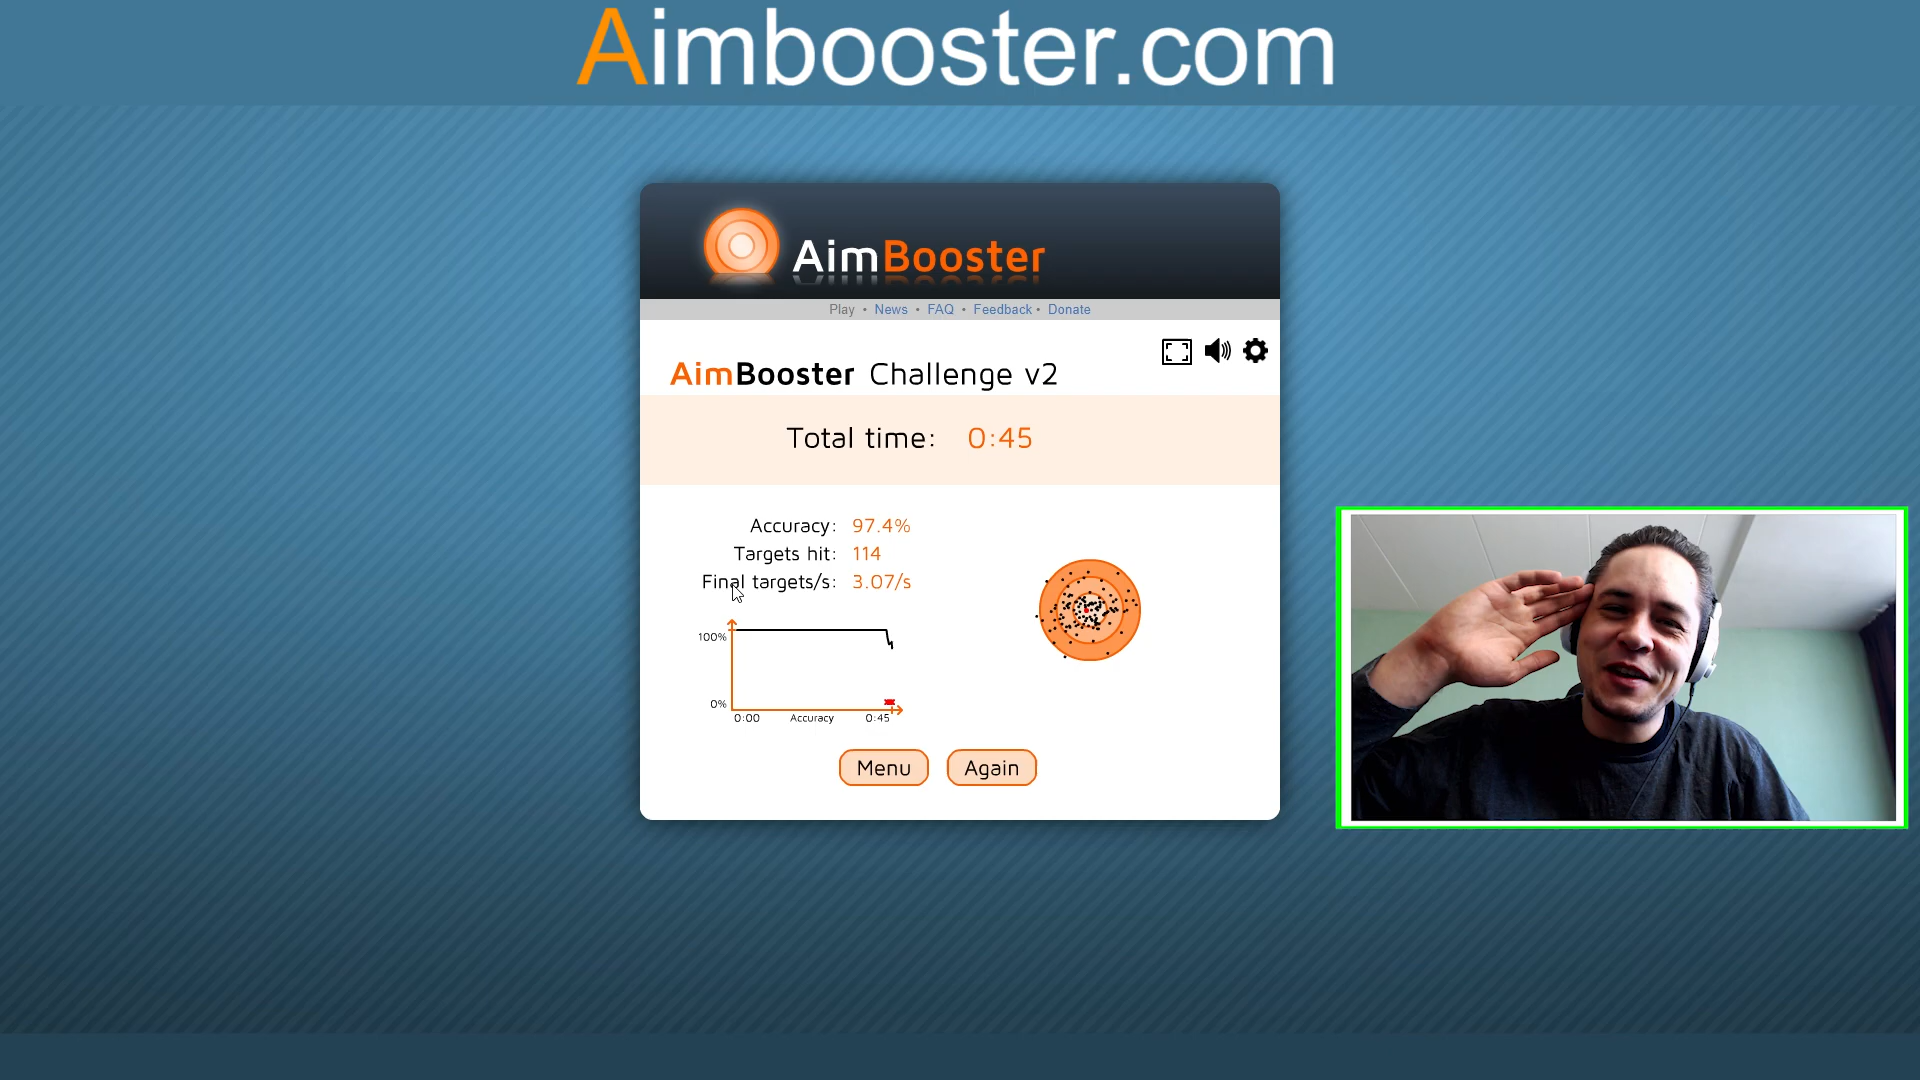 Aimbooster.com
AimBooster
Play • News • FAQ • Feedback • Donate
AimBooster Challenge v2
Total time: 0:45
Accuracy: 97.4%
Targets hit: 114
Final targets/s: 3.07/s
100%
0%
0:00 Accuracy 0:45
Menu Again